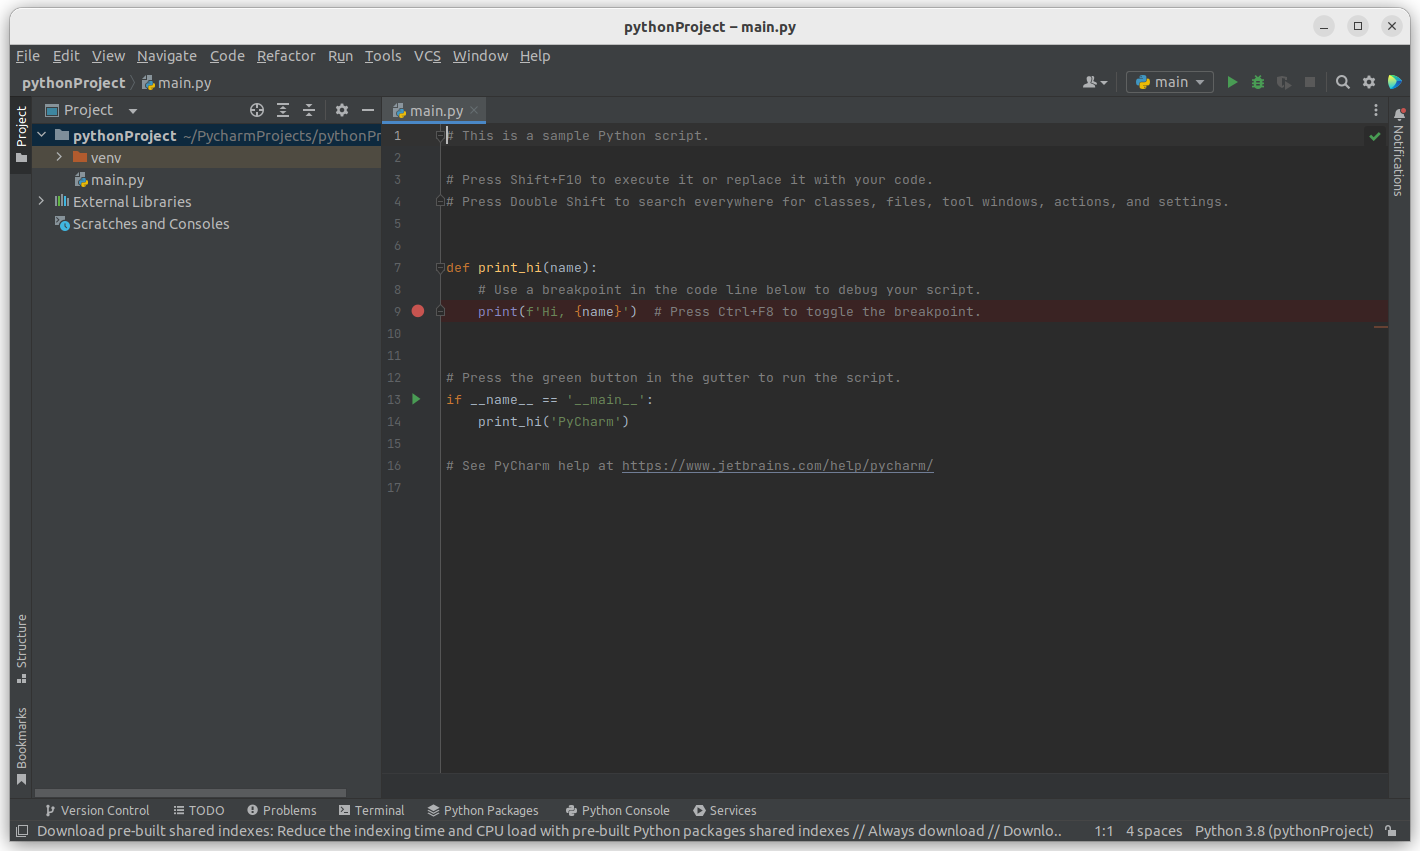 pythonProject – main.py
File Edit View Navigate Code Refactor Run Tools VCS Window Help
pythonProject main.py
main
Project
Project
main.py
Notifications
pythonProject ~/PycharmProjects/pythonPr
venv
main.py
External Libraries
Scratches and Consoles
1 # This is a sample Python script.
2
3 # Press Shift+F10 to execute it or replace it with your code.
4 # Press Double Shift to search everywhere for classes, files, tool windows, actions, and settings.
5
6
7 def print_hi(name):
8     # Use a breakpoint in the code line below to debug your script.
9     print(f'Hi, {name}')  # Press Ctrl+F8 to toggle the breakpoint.
10
11
12 # Press the green button in the gutter to run the script.
13 if __name__ == '__main__':
14     print_hi('PyCharm')
15
16 # See PyCharm help at https://www.jetbrains.com/help/pycharm/
17
Structure
Bookmarks
Version Control TODO Problems Terminal Python Packages Python Console Services
Download pre-built shared indexes: Reduce the indexing time and CPU load with pre-built Python packages shared indexes // Always download // Downlo.. 1:1 4 spaces Python 3.8 (pythonProject)